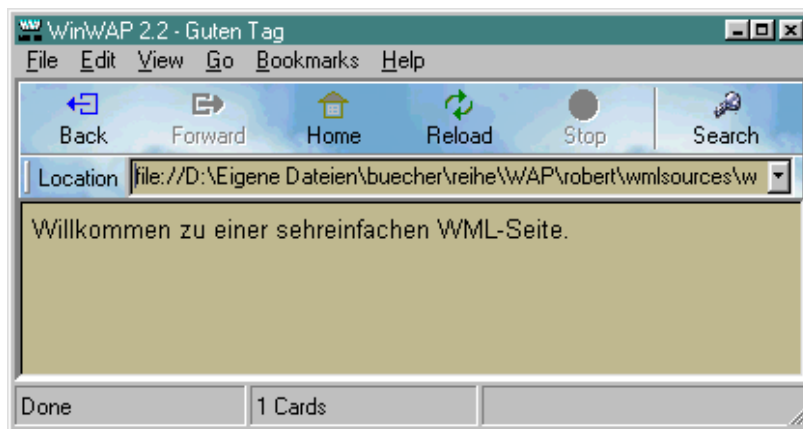 WinWAP 2.2 - Guten Tag
File Edit View Go Bookmarks Help
Back Forward Home Reload Stop Search
Location file://D:\Eigene Dateien\buecher\reihe\WAP\robert\wmlsources\w
Willkommen zu einer sehreinfachen WML-Seite.
Done 1 Cards